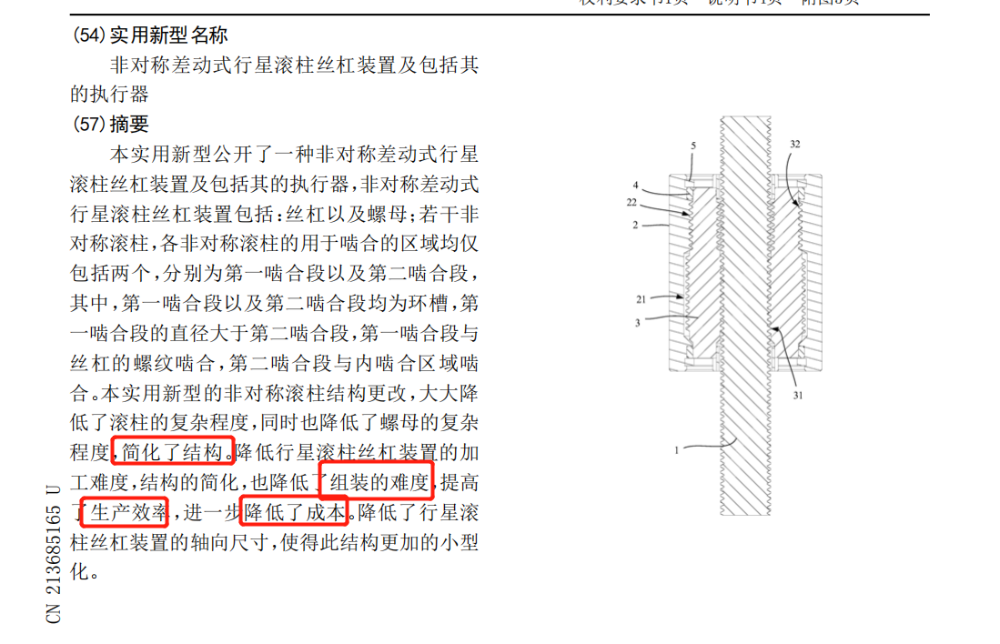 权利要求书1页 说明书4页 附图3页
(54)实用新型名称
非对称差动式行星滚柱丝杠装置及包括其
的执行器
(57)摘要
本实用新型公开了一种非对称差动式行星
滚柱丝杠装置及包括其的执行器,非对称差动式
行星滚柱丝杠装置包括:丝杠以及螺母;若干非
对称滚柱,各非对称滚柱的用于啮合的区域均仅
包括两个,分别为第一啮合段以及第二啮合段,
其中,第一啮合段以及第二啮合段均为环槽,第
一啮合段的直径大于第二啮合段,第一啮合段与
丝杠的螺纹啮合,第二啮合段与内啮合区域啮
合。本实用新型的非对称滚柱结构更改,大大降
低了滚柱的复杂程度,同时也降低了螺母的复杂
程度,简化了结构。降低行星滚柱丝杠装置的加
工难度,结构的简化,也降低了组装的难度,提高
了生产效率,进一步降低了成本。降低了行星滚
柱丝杠装置的轴向尺寸,使得此结构更加的小型
化。
CN 213685165 U
5
32
4
22
2
21
3
31
1